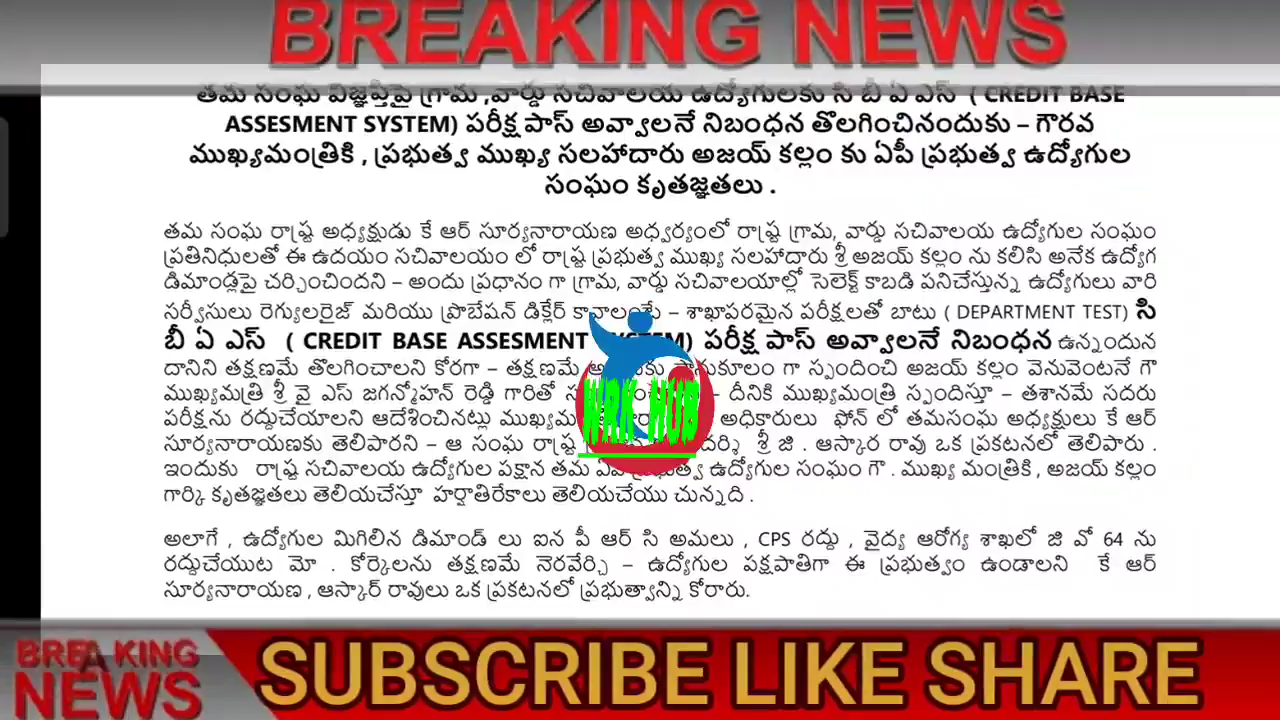 BREAKING NEWS
తమ సంఘ విజ్ఞప్తిపై గ్రామ ,వార్డు సచివాలయ ఉద్యోగులకు సి బీ ఏ ఎస్ ( CREDIT BASE
ASSESMENT SYSTEM) పరీక్ష పాస్ అవ్వాలనే నిబంధన తొలగించినందుకు – గౌరవ
ముఖ్యమంత్రికి , ప్రభుత్వ ముఖ్య సలహాదారు అజయ్ కల్లం కు ఏపీ ప్రభుత్వ ఉద్యోగుల
సంఘం కృతజ్ఞతలు .
తమ సంఘ రాష్ట్ర అధ్యక్షుడు కే ఆర్ సూర్యనారాయణ అధ్వర్యంలో రాష్ట్ర గ్రామ, వార్డు సచివాలయ ఉద్యోగుల సంఘం
ప్రతినిధులతో ఈ ఉదయం సచివాలయం లో రాష్ట్ర ప్రభుత్వ ముఖ్య సలహాదారు శ్రీ అజయ్ కల్లం ను కలిసి అనేక ఉద్యోగ
డిమాండ్లపై చర్చించిందని – అందు ప్రధానం గా గ్రామ, వార్డు సచివాలయాల్లో సెలెక్ట్ కాబడి పనిచేస్తున్న ఉద్యోగులు వారి
సర్వీసులు రెగ్యులరైజ్ మరియు ప్రొబేషన్ డిక్లేర్ కావాలంటే – శాఖాపరమైన పరీక్షలతో బాటు ( DEPARTMENT TEST) సి
బీ ఏ ఎస్ ( CREDIT BASE ASSESMENT పరీక్ష పాస్ అవ్వాలనే నిబంధన ఉన్నందున
దానిని తక్షణమే తొలగించాలని కోరగా – తక్షణమే సానుకూలం గా స్పందించి అజయ్ కల్లం వెనువెంటనే గౌ
ముఖ్యమత్రి శ్రీ వై ఎస్ జగన్మోహన్ రెడ్డి గారితో – దీనికి ముఖ్యమంత్రి స్పందిస్తూ – తశానమే సదరు
పరీక్షను రద్దుచేయాలని ఆదేశించినట్లు అధికారులు ఫోన్ లో తమసంఘ అధ్యక్షులు కే ఆర్
సూర్యనారాయణకు తెలిపారని – ఆ సంఘ రాష్ట్ర శ్రీ జి . ఆస్కార రావు ఒక ప్రకటనలో తెలిపారు .
ఇందుకు రాష్ట్ర సచివాలయ ఉద్యోగుల పక్షాన తమ ఏపీ ప్రభుత్వ ఉద్యోగుల సంఘం గౌ . ముఖ్య మంత్రికి , అజయ్ కల్లం
గార్కి కృతజ్ఞతలు తెలియచేస్తూ హర్షాతిరేకాలు తెలియచేయు చున్నది .
WRK HUB
అలాగే , ఉద్యోగుల మిగిలిన డిమాండ్ లు ఐన పీ ఆర్ సి అమలు , CPS రద్దు , వైద్య ఆరోగ్య శాఖలో జి వో 64 ను
రద్దుచేయుట మో . కోర్కెలను తక్షణమే నెరవేర్చి – ఉద్యోగుల పక్షపాతిగా ఈ ప్రభుత్వం ఉండాలని కే ఆర్
సూర్యనారాయణ , ఆస్కార్ రావులు ఒక ప్రకటనలో ప్రభుత్వాన్ని కోరారు.
BREAKING
NEWS
SUBSCRIBE LIKE SHARE